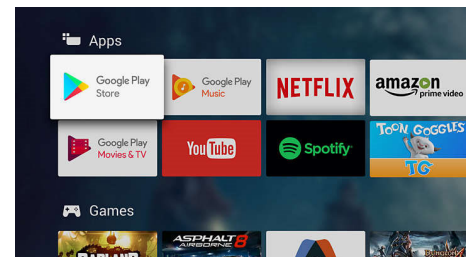 Apps
Google Play
Store
Google Play
Music
NETFLIX
amazon
prime video
Google Play
Movies & TV
YouTube
Spotify
TOON GOGGLES
TG
Games
BADLAND
ASPHALT 8
AIRBORNE